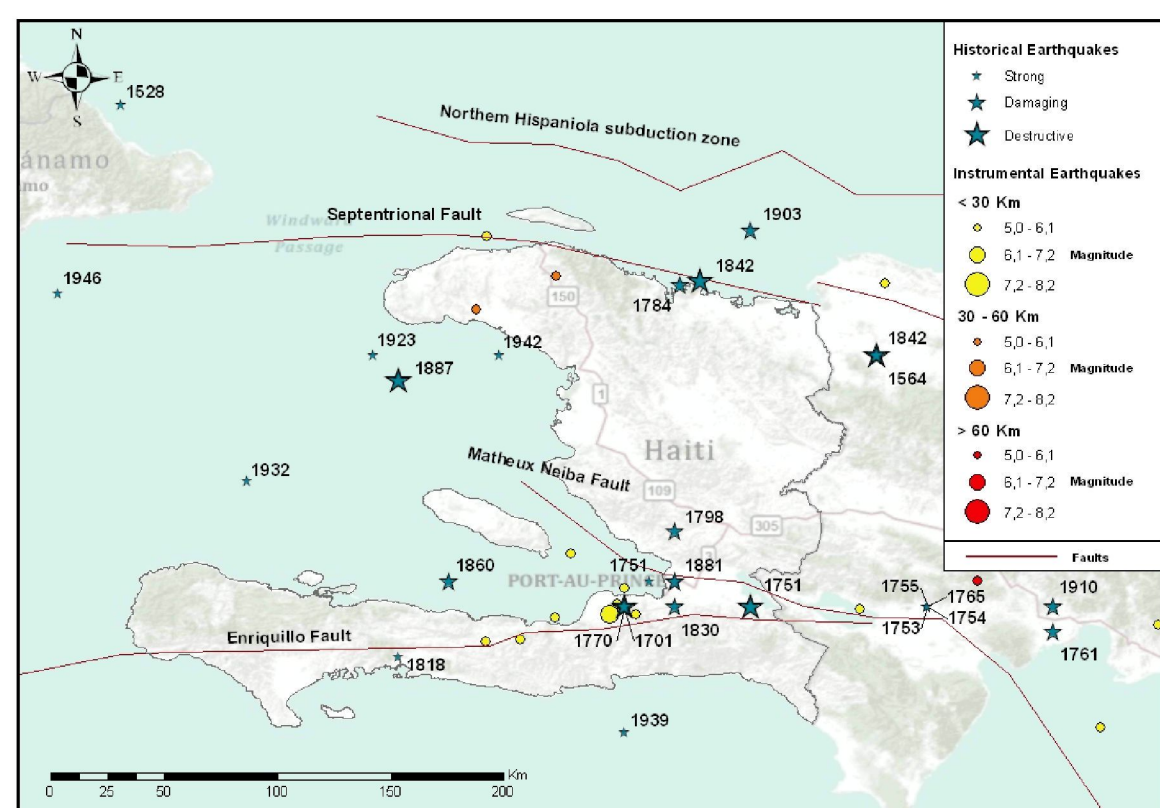 N
W E
S
1528
ánamo
mo
Northern Hispaniola subduction zone
Windward
Passage
Septentrional Fault
1903
1842
1784
150
1946
1923
1942
1887
1842
1564
1
Haiti
Matheux Neiba Fault
109
305
1932
1798
1751
1881
1860
PORT-AU-PRINCE
1751
1755
1765
1754
1753
1910
1761
1770
1701
1830
Enriquillo Fault
1818
1939
Km
0 25 50 100 150 200
Historical Earthquakes
Strong
Damaging
Destructive
Instrumental Earthquakes
< 30 Km
5,0 - 6,1
6,1 - 7,2 Magnitude
7,2 - 8,2
30 - 60 Km
5,0 - 6,1
6,1 - 7,2 Magnitude
7,2 - 8,2
> 60 Km
5,0 - 6,1
6,1 - 7,2 Magnitude
7,2 - 8,2
Faults